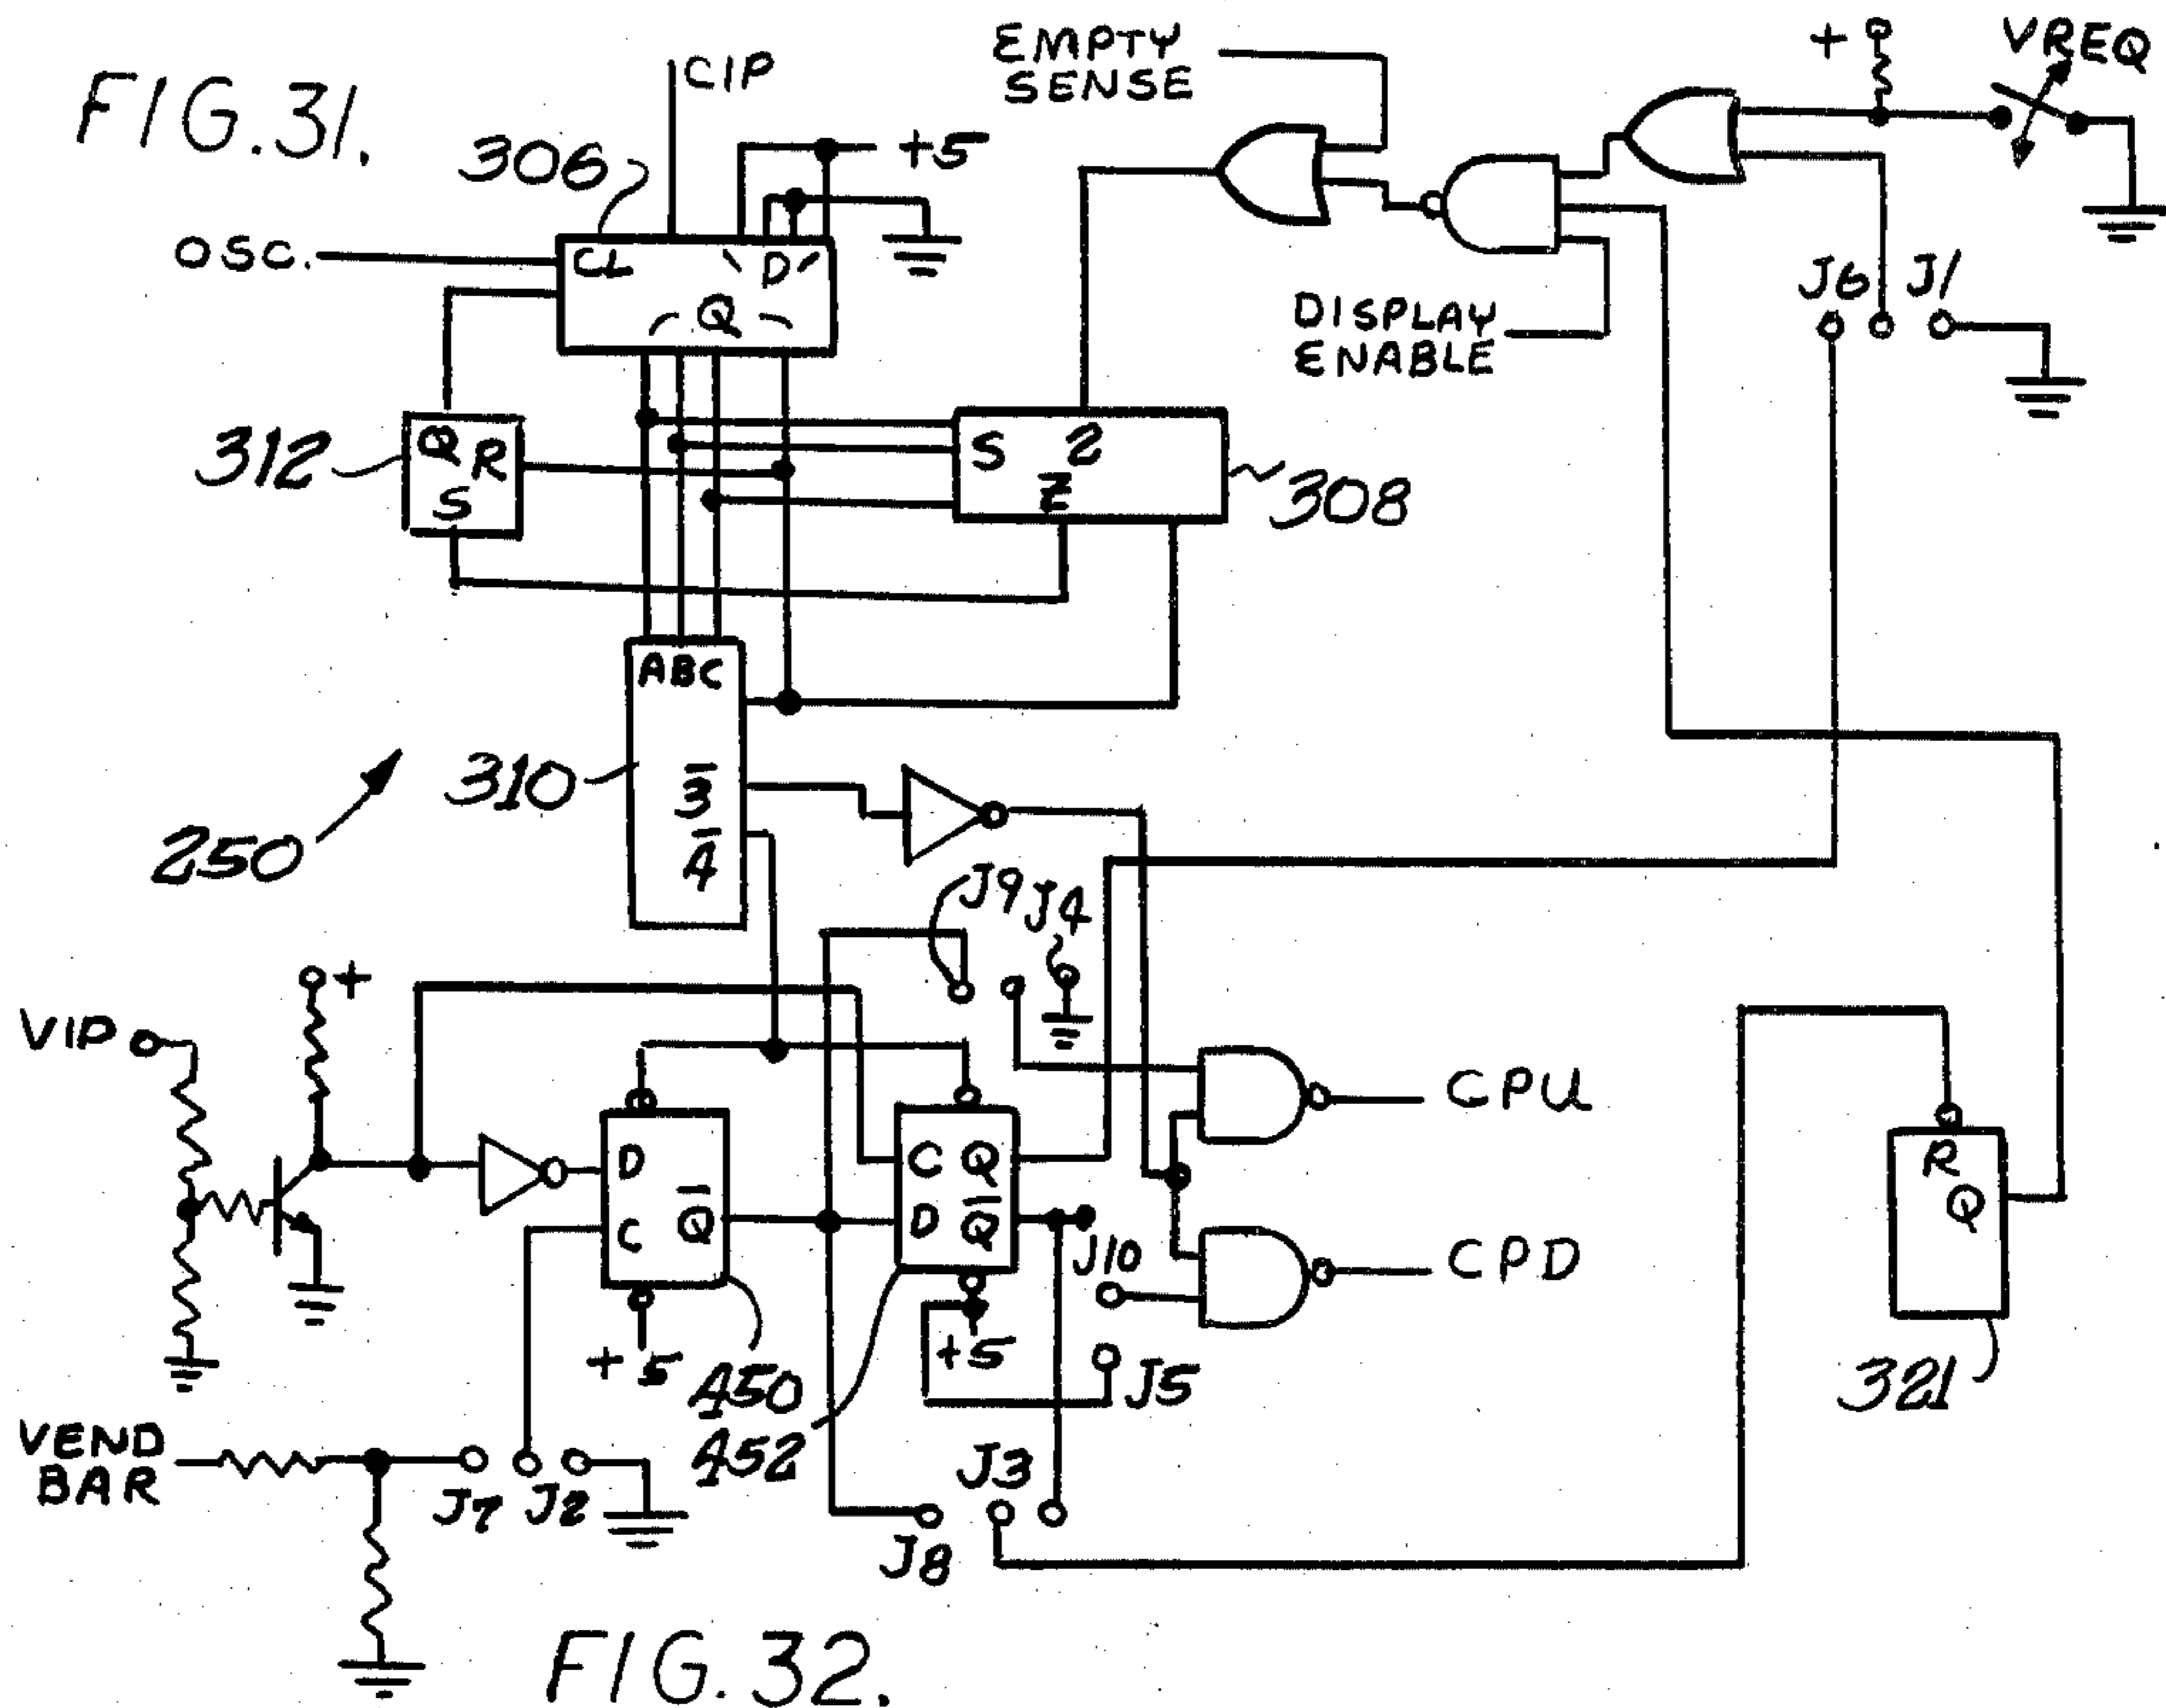 FIG. 31.
CIP
EMPTY
SENSE
+
VREQ
306
+5
OSC.
CL
D
Q
J6 J1
DISPLAY
ENABLE
312
Q
R
S
S
2
Z
308
ABC
310
3̅
4̅
250
J9 J4
+
VIP
CPU
D
C
Q̅
C Q
D Q̅
R
Q
J10
CPD
+5
+5
450
452
J5
321
VEND
BAR
J7 J2
J3
J8
FIG. 32.